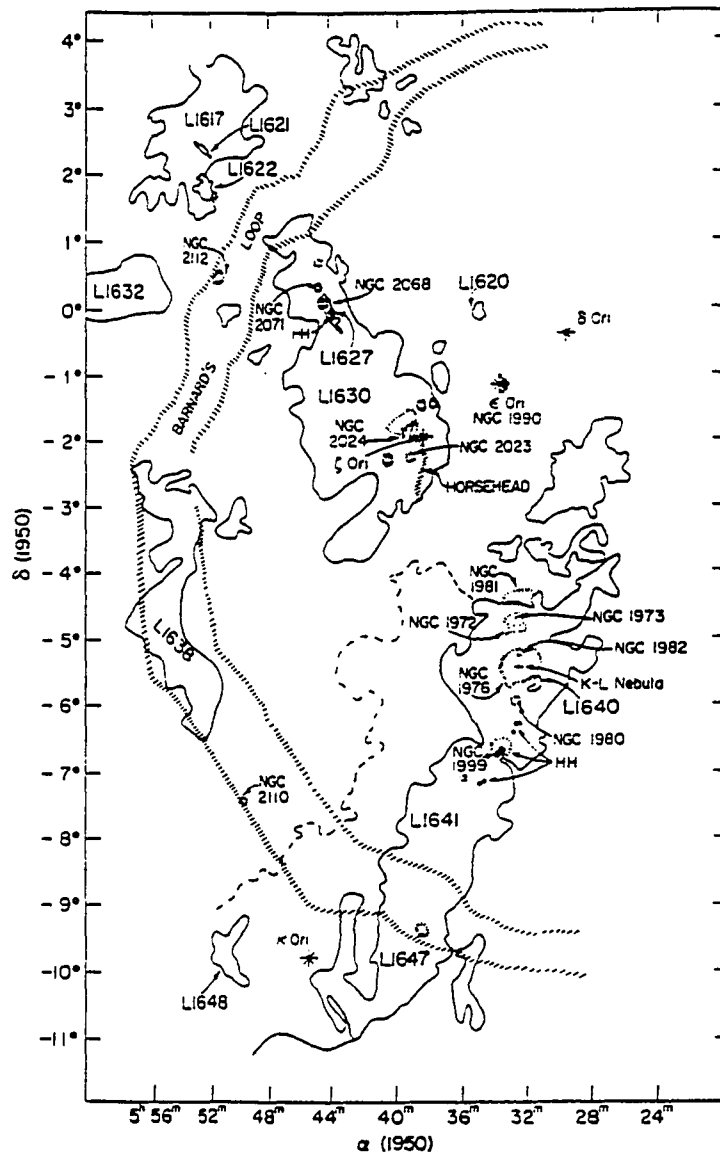 4°
3°
2°
1°
0°
-1°
-2°
-3°
-4°
-5°
-6°
-7°
-8°
-9°
-10°
-11°
δ (1950)
L1617
L1621
L1622
NGC
2112
LOOP
BARNARD'S
L1632
NGC 2068
NGC
2071
HH
L1627
L1620
δ Ori
L1630
ε Ori
NGC 1990
NGC
2024
NGC 2023
ζ Ori
HORSEHEAD
NGC
1981
NGC 1973
NGC 1972
L1638
NGC 1982
NGC
1976
K-L Nebula
L1640
NGC 1980
NGC
1999
HH
NGC
2110
L1641
κ Ori
L1647
L1648
5ʰ 56ᵐ 52ᵐ 48ᵐ 44ᵐ 40ᵐ 36ᵐ 32ᵐ 28ᵐ 24ᵐ
α (1950)